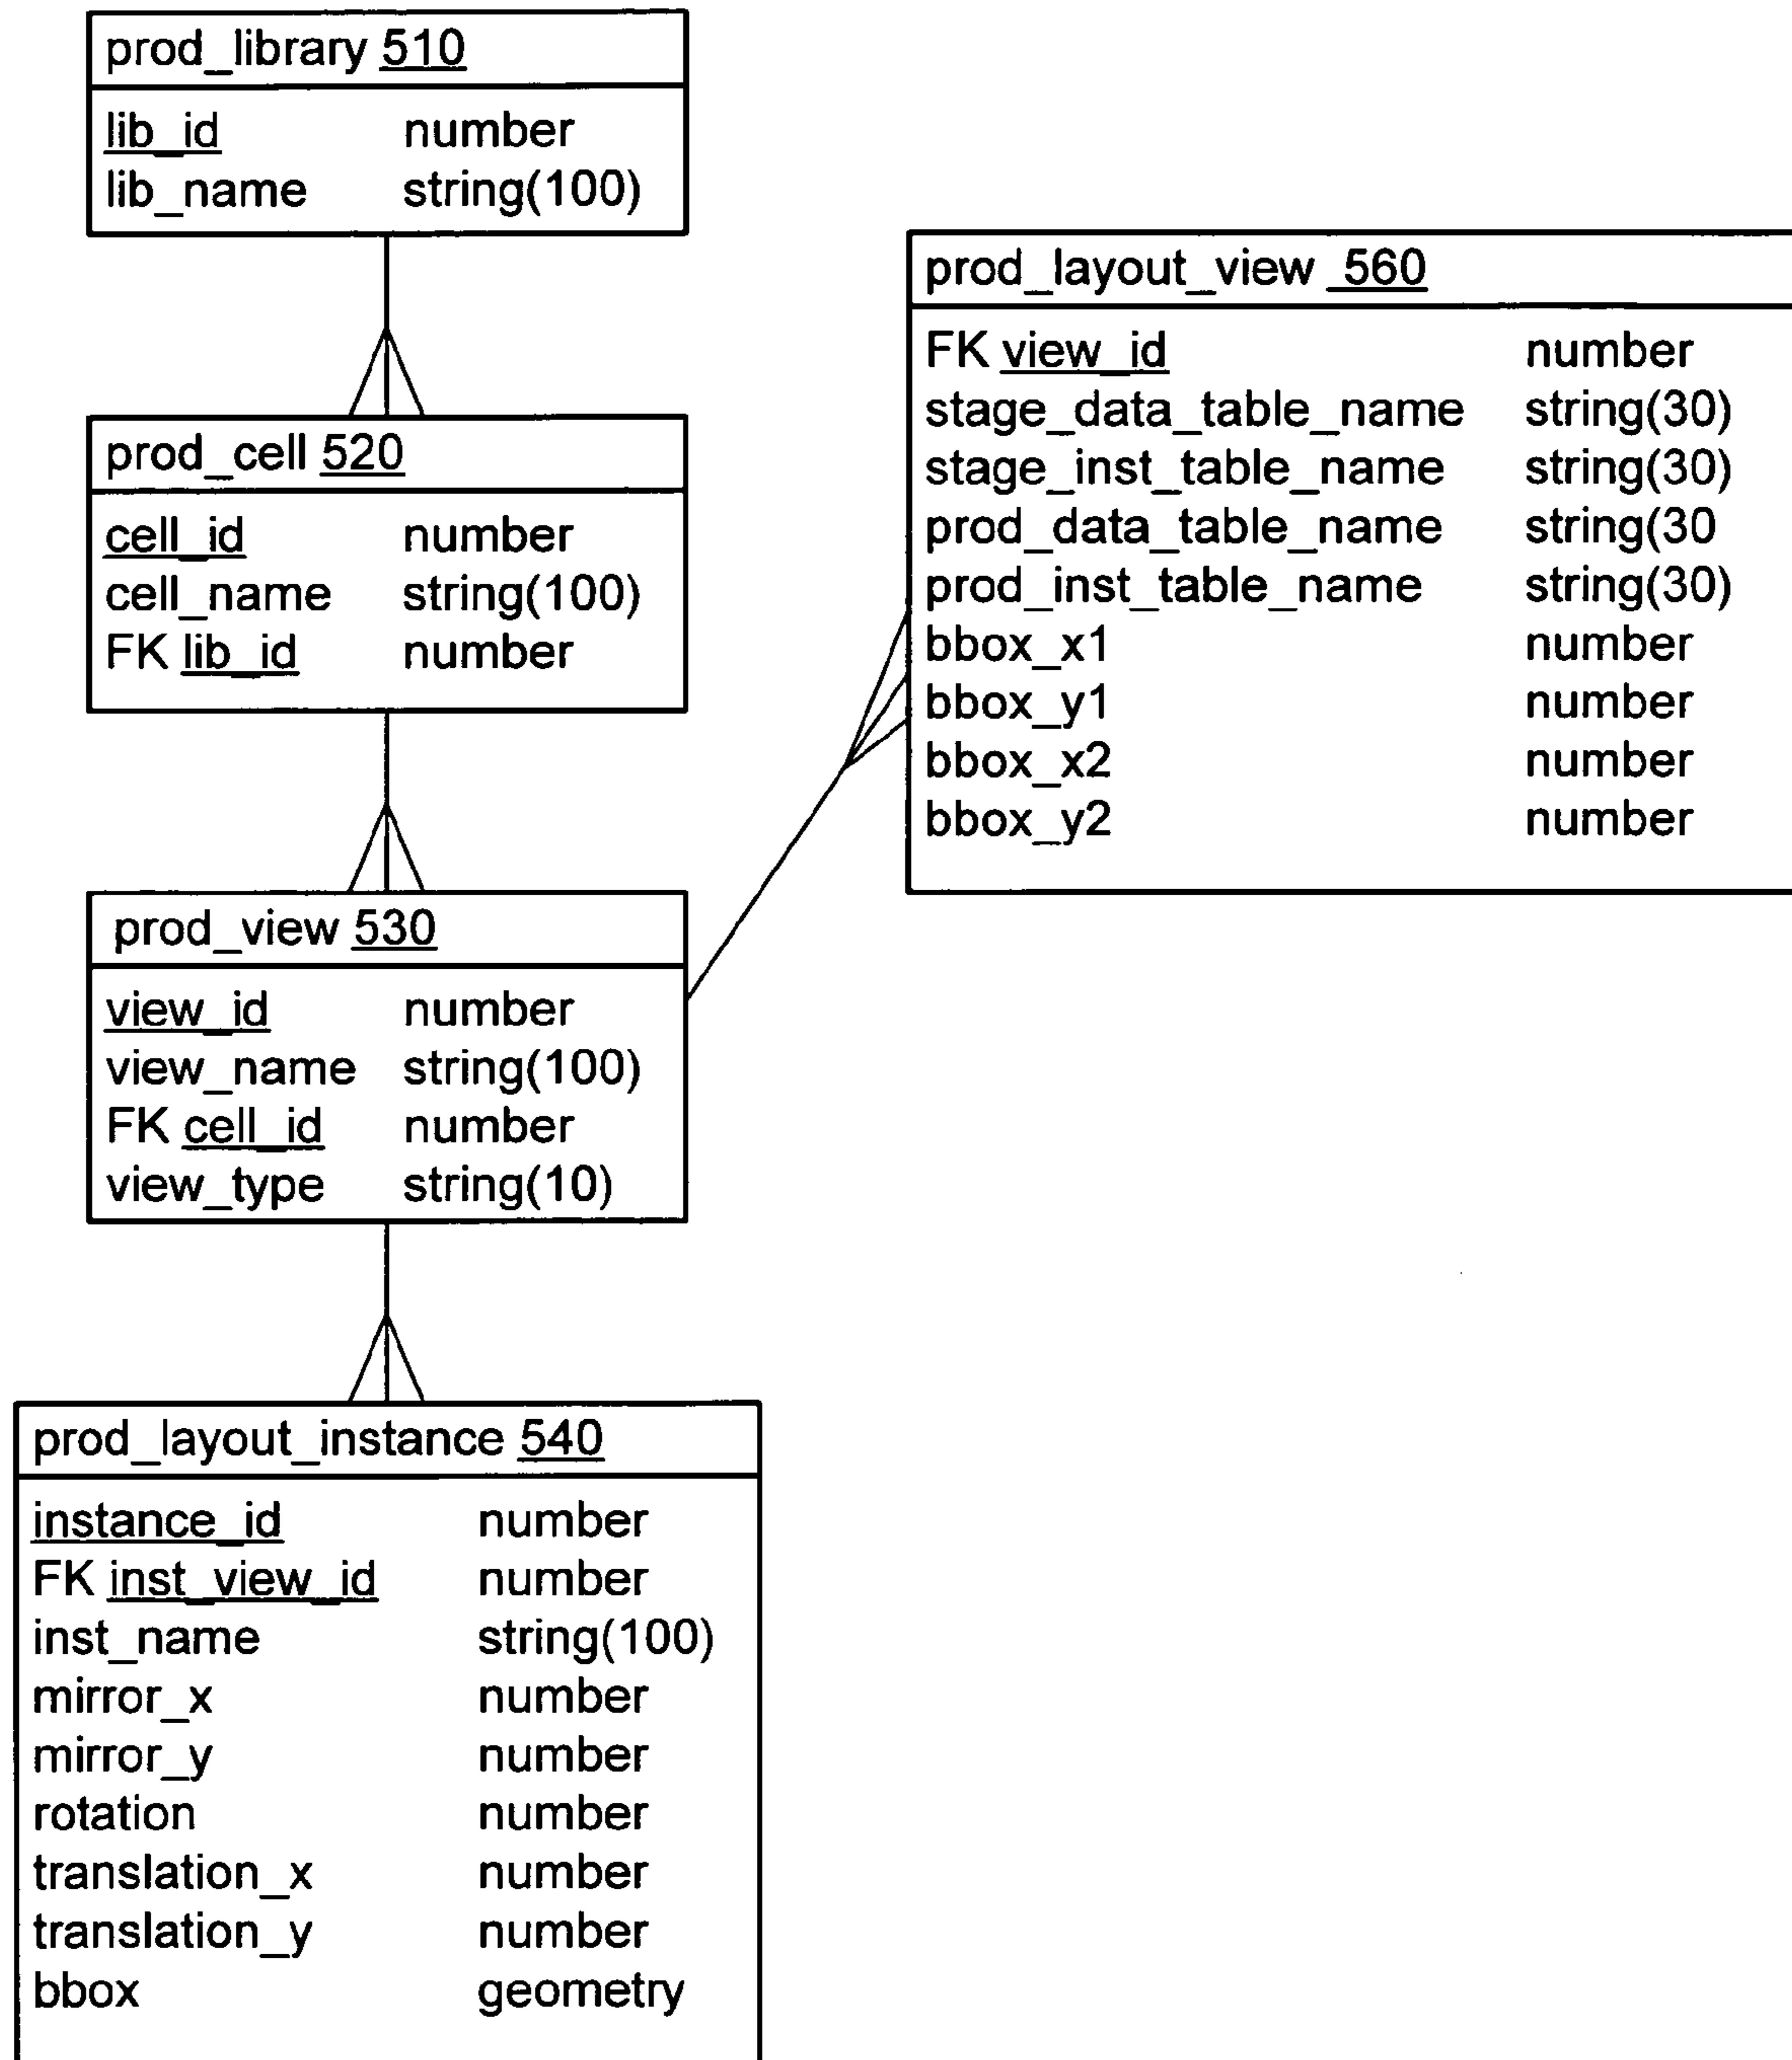 prod_library 510
lib_id number
lib_name string(100)
prod_cell 520
cell_id number
cell_name string(100)
FK lib_id number
prod_view 530
view_id number
view_name string(100)
FK cell_id number
view_type string(10)
prod_layout_instance 540
instance_id number
FK inst_view_id number
inst_name string(100)
mirror_x number
mirror_y number
rotation number
translation_x number
translation_y number
bbox geometry
prod_layout_view 560
FK view_id number
stage_data_table_name string(30)
stage_inst_table_name string(30)
prod_data_table_name string(30
prod_inst_table_name string(30)
bbox_x1 number
bbox_y1 number
bbox_x2 number
bbox_y2 number